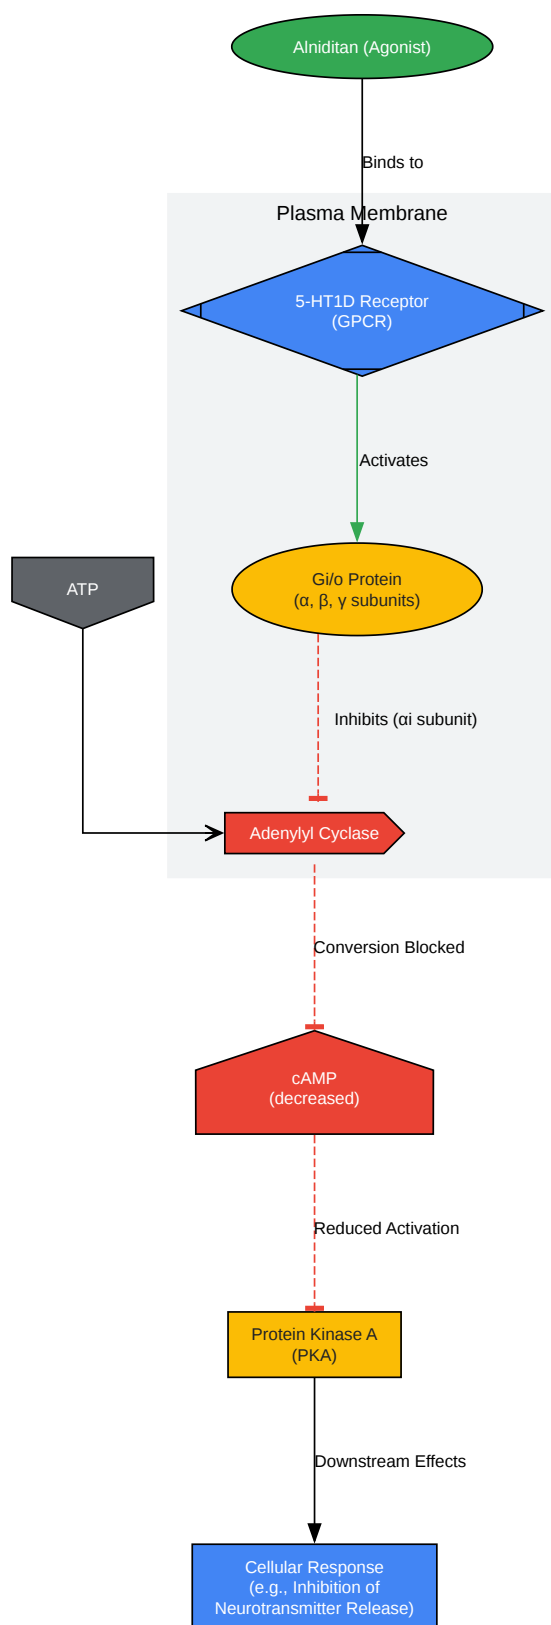 Alniditan (Agonist)
Binds to
Plasma Membrane
5-HT1D Receptor
(GPCR)
Activates
Gi/o Protein
(α, β, γ subunits)
ATP
Inhibits (αi subunit)
Adenylyl Cyclase
Conversion Blocked
cAMP
(decreased)
Reduced Activation
Protein Kinase A
(PKA)
Downstream Effects
Cellular Response
(e.g., Inhibition of
Neurotransmitter Release)